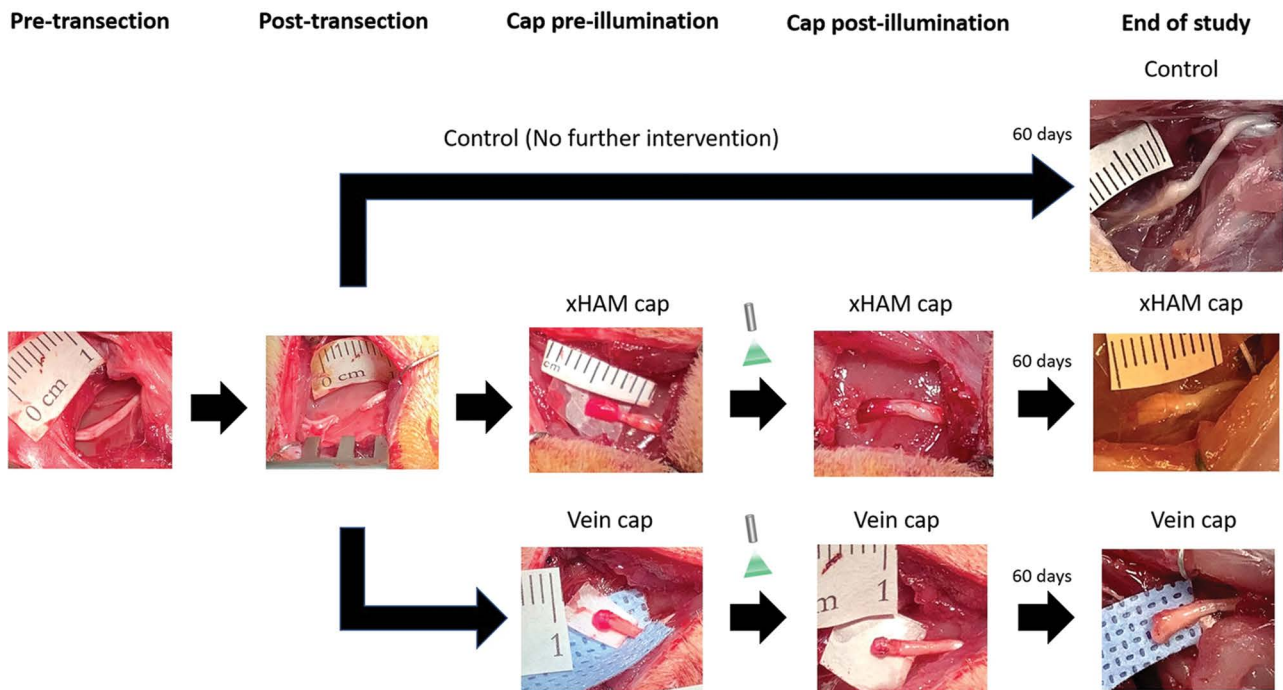 Pre-transection
Post-transection
Cap pre-illumination
Cap post-illumination
End of study
Control
Control (No further intervention)
60 days
xHAM cap
xHAM cap
xHAM cap
0 cm
1
0 cm
1
cm
60 days
Vein cap
Vein cap
Vein cap
1
m
1
60 days